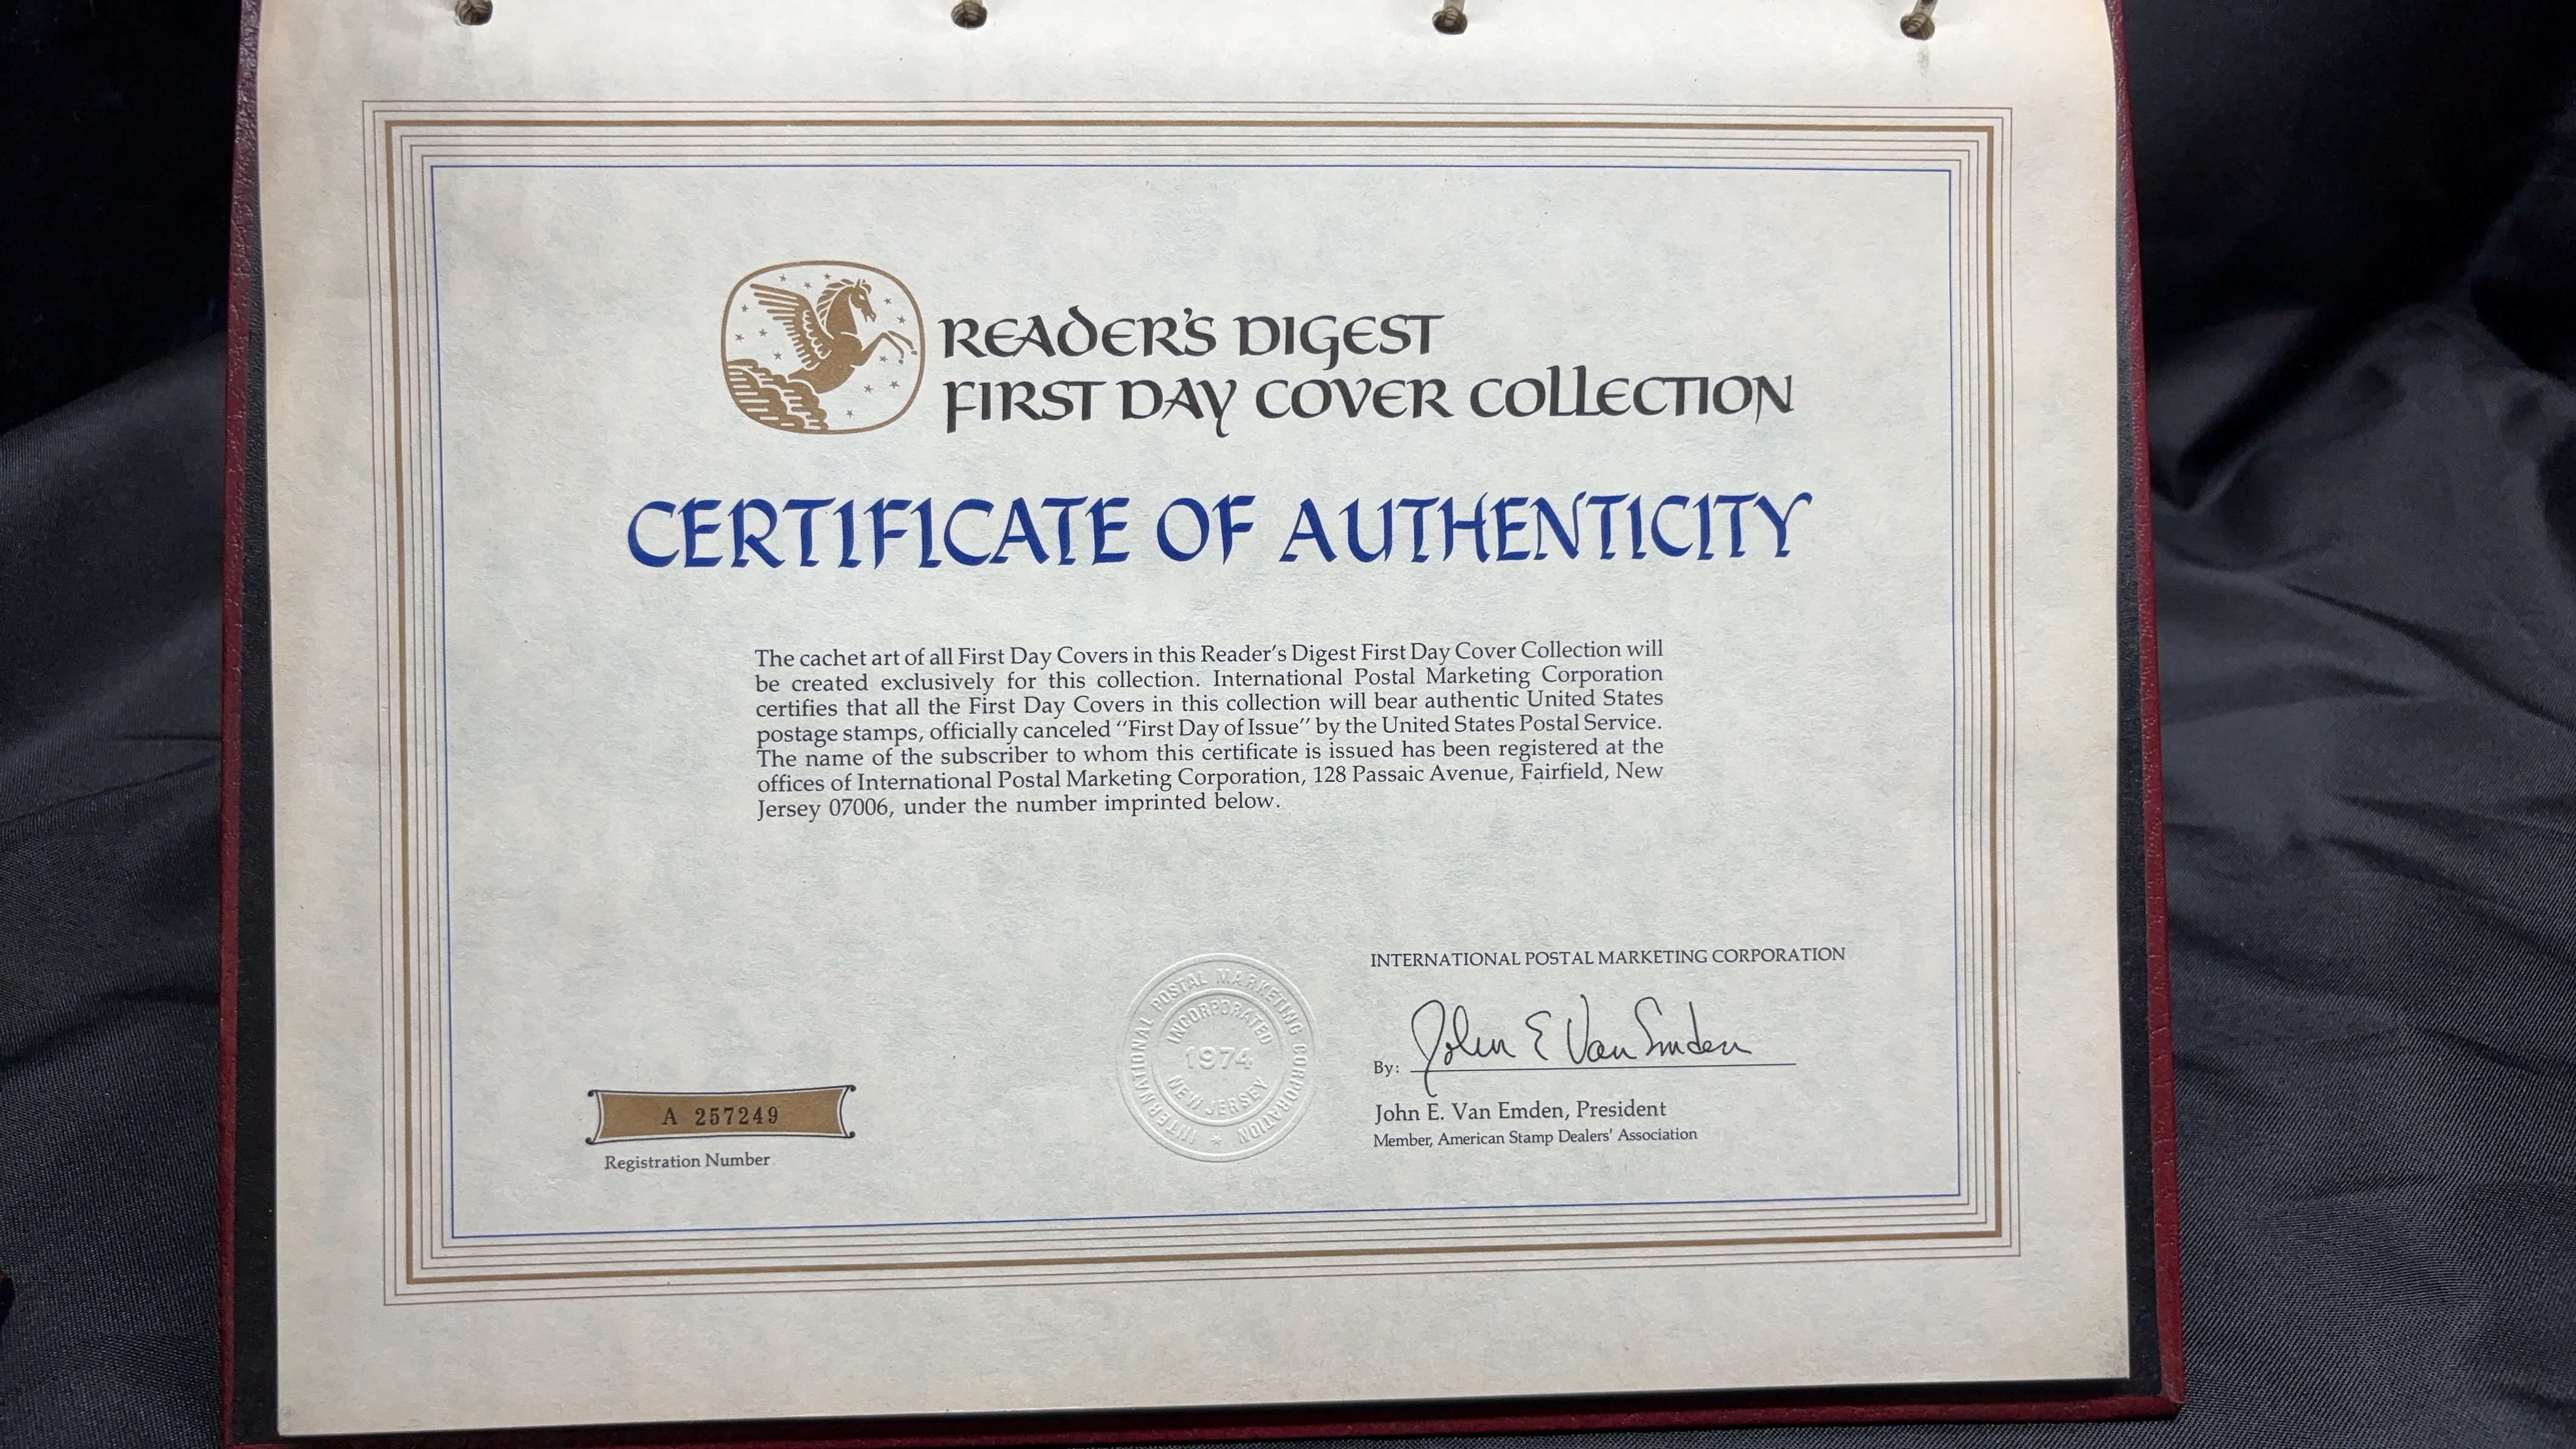 READER'S DIGEST
FIRST DAY COVER COLLECTION
CERTIFICATE OF AUTHENTICITY
The cachet art of all First Day Covers in this Reader's Digest First Day Cover Collection will
be created exclusively for this collection. International Postal Marketing Corporation
certifies that all the First Day Covers in this collection will bear authentic United States
postage stamps, officially canceled "First Day of Issue" by the United States Postal Service.
The name of the subscriber to whom this certificate is issued has been registered at the
offices of International Postal Marketing Corporation, 128 Passaic Avenue, Fairfield, New
Jersey 07006, under the number imprinted below.
INTERNATIONAL POSTAL MARKETING CORPORATION
INTERNATIONAL POSTAL MARKETING CORPORATION
INCORPORATED
1974
NEW JERSEY
By: John E Van Emden
John E. Van Emden, President
Member, American Stamp Dealers' Association
A 257249
Registration Number